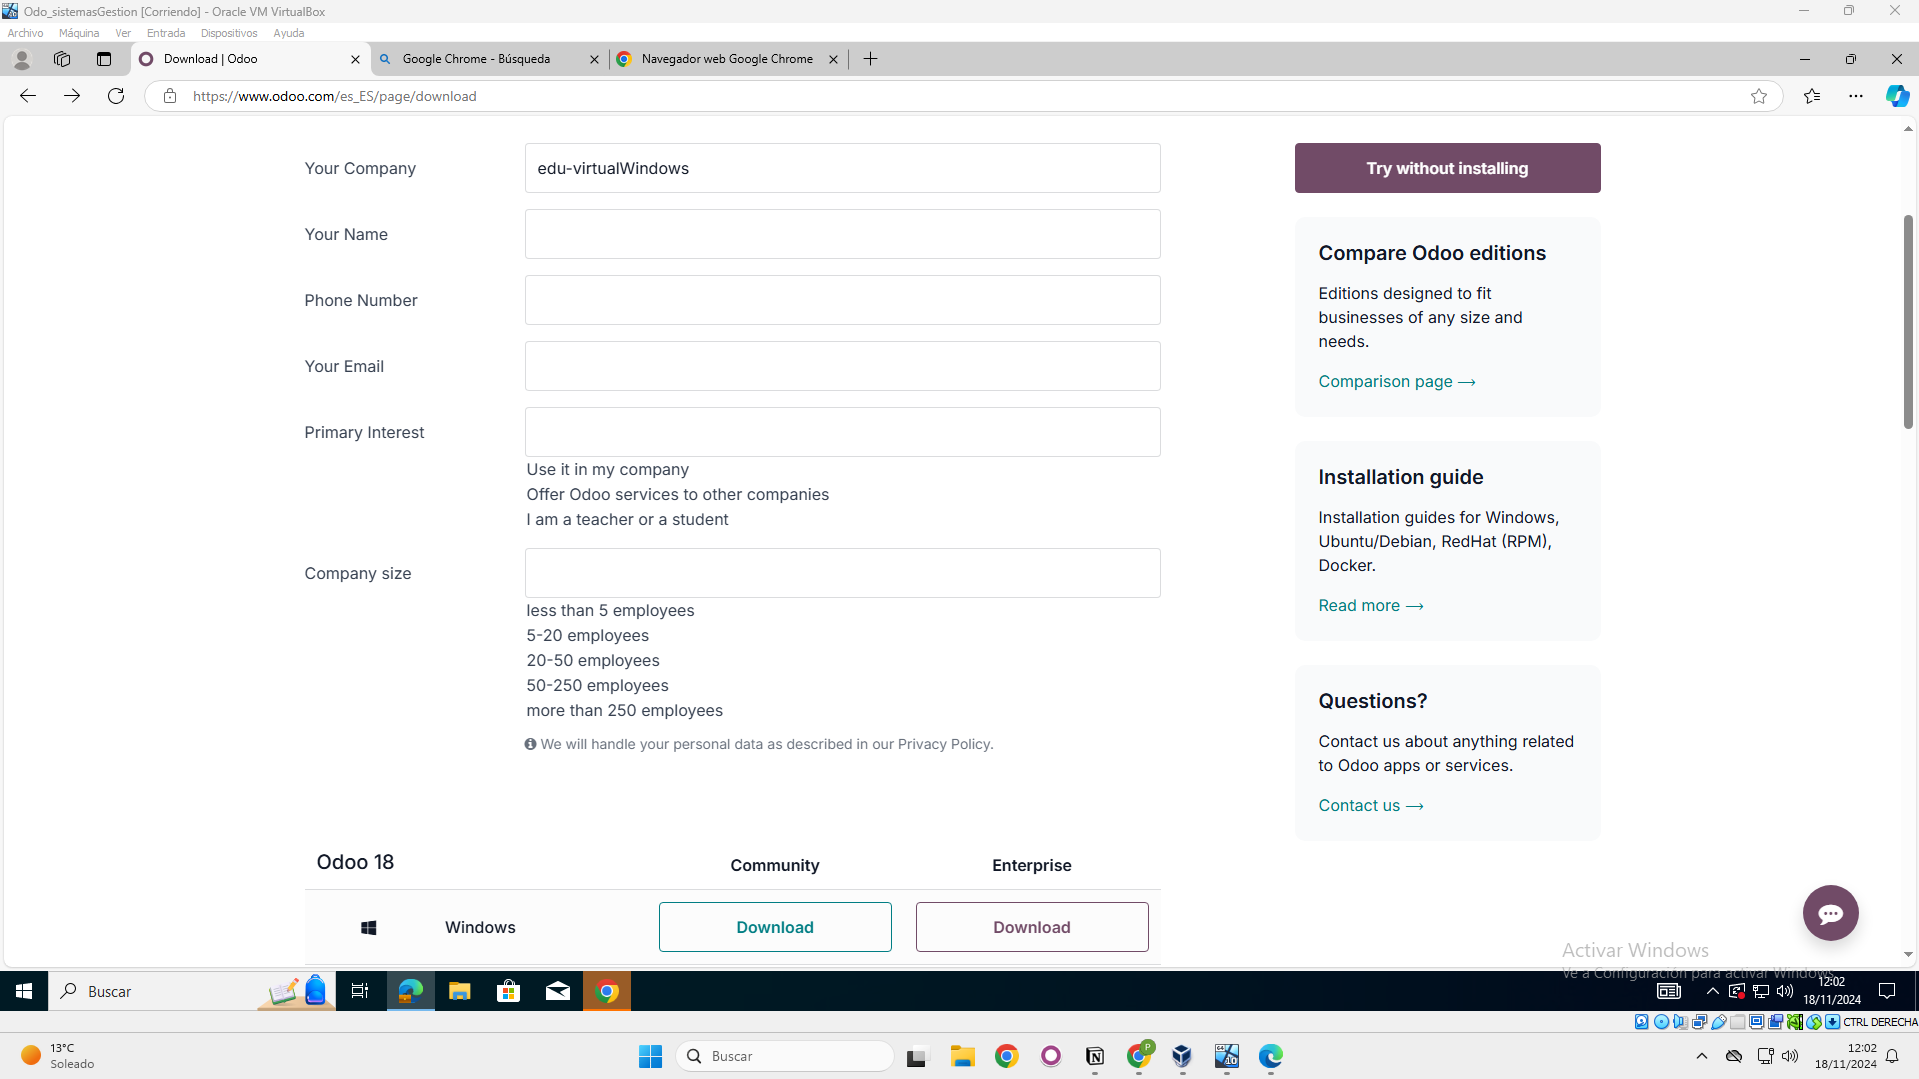 Odo_sistemasGestion [Corriendo] - Oracle VM VirtualBox
Archivo Máquina Ver Entrada Dispositivos Ayuda
Download | Odoo
Google Chrome - Búsqueda
Navegador web Google Chrome
https://www.odoo.com/es_ES/page/download
Your Company
edu-virtualWindows
Try without installing
Your Name
Phone Number
Your Email
Primary Interest
Use it in my company
Offer Odoo services to other companies
I am a teacher or a student
Company size
less than 5 employees
5-20 employees
20-50 employees
50-250 employees
more than 250 employees
We will handle your personal data as described in our Privacy Policy.
Compare Odoo editions
Editions designed to fit
businesses of any size and
needs.
Comparison page →
Installation guide
Installation guides for Windows,
Ubuntu/Debian, RedHat (RPM),
Docker.
Read more →
Questions?
Contact us about anything related
to Odoo apps or services.
Contact us →
Odoo 18
Community
Enterprise
Windows
Download
Download
Activar Windows
Ve a Configuración para activar Windows.
Buscar
12:02
18/11/2024
CTRL DERECHA
13°C
Soleado
Buscar
12:02
18/11/2024